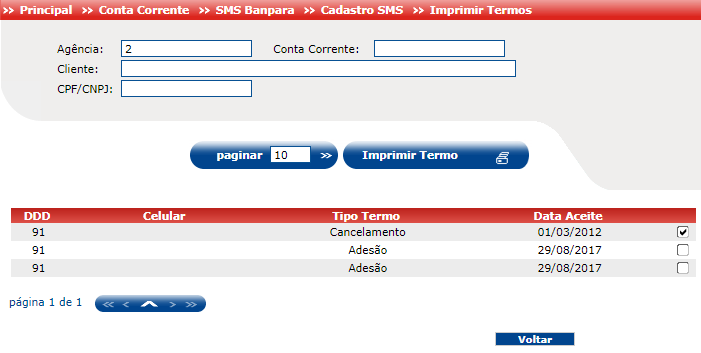 >> Principal >> Conta Corrente >> SMS Banpara >> Cadastro SMS >> Imprimir Termos
Agência: 2 Conta Corrente:
Cliente:
CPF/CNPJ:
paginar 10 >> Imprimir Termo
DDD Celular Tipo Termo Data Aceite
91 Cancelamento 01/03/2012
91 Adesão 29/08/2017
91 Adesão 29/08/2017
página 1 de 1 << < > >>
Voltar